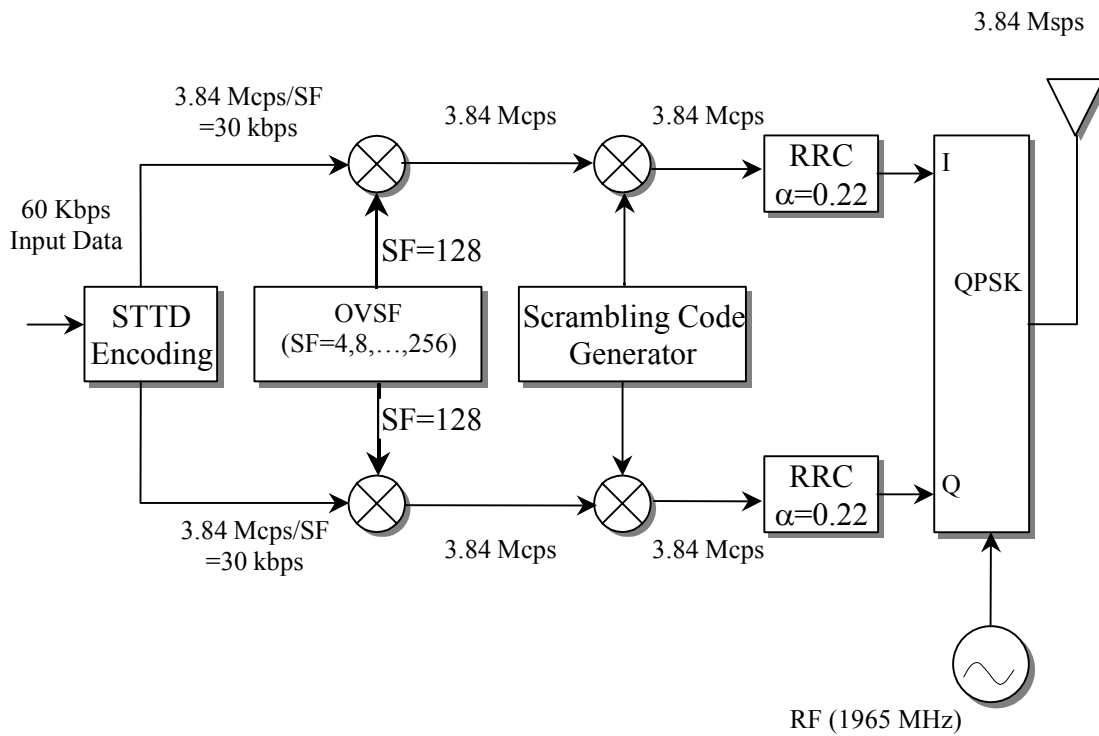 3.84 Msps
3.84 Mcps/SF
=30 kbps
3.84 Mcps
3.84 Mcps
RRC
α=0.22
I
60 Kbps
Input Data
SF=128
STTD
Encoding
OVSF
(SF=4,8,…,256)
Scrambling Code
Generator
QPSK
SF=128
RRC
α=0.22
Q
3.84 Mcps/SF
=30 kbps
3.84 Mcps
3.84 Mcps
RF (1965 MHz)